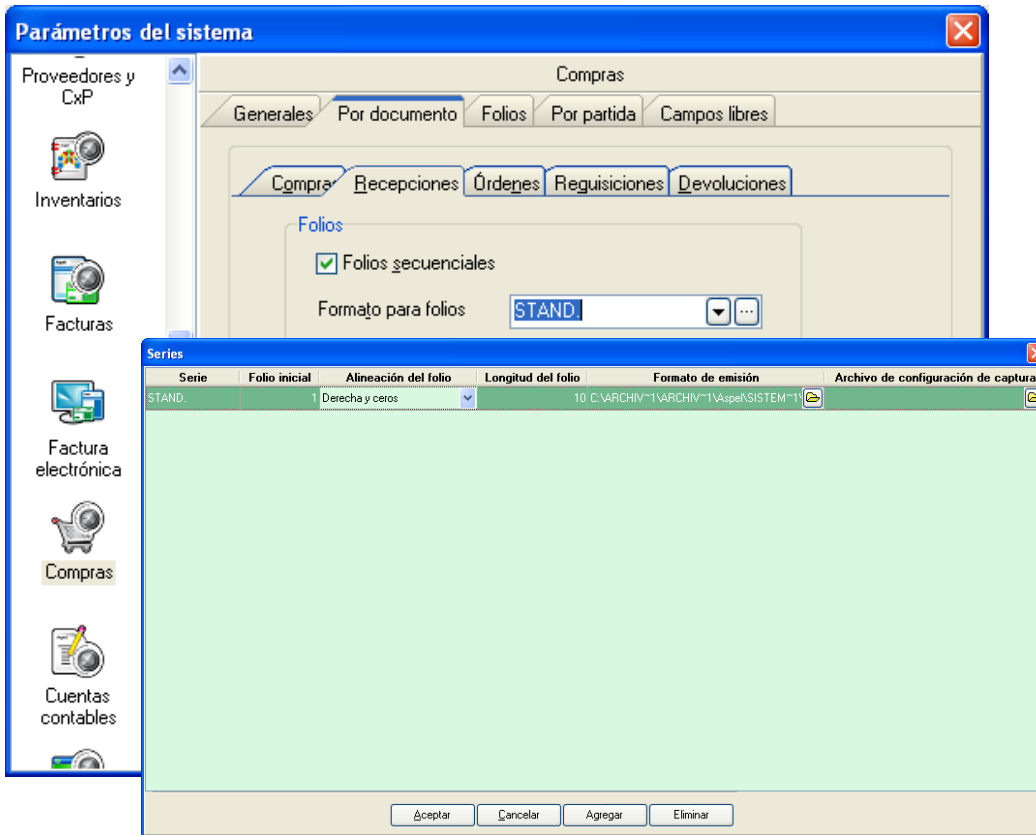 Parámetros del sistema
Proveedores y
CxP
Inventarios
Facturas
Factura
electrónica
Compras
Cuentas
contables
Compras
Generales Por documento Folios Por partida Campos libres
Compras Recepciones Órdenes Requisiciones Devoluciones
Folios
Folios secuenciales
Formato para folios STAND.
Series
Serie Folio inicial Alineación del folio Longitud del folio Formato de emisión Archivo de configuración de captura
STAND. 1 Derecha y ceros 10 C:\ARCHIV~1\ARCHIV~1\Aspel\SISTEM~1\
Aceptar Cancelar Agregar Eliminar